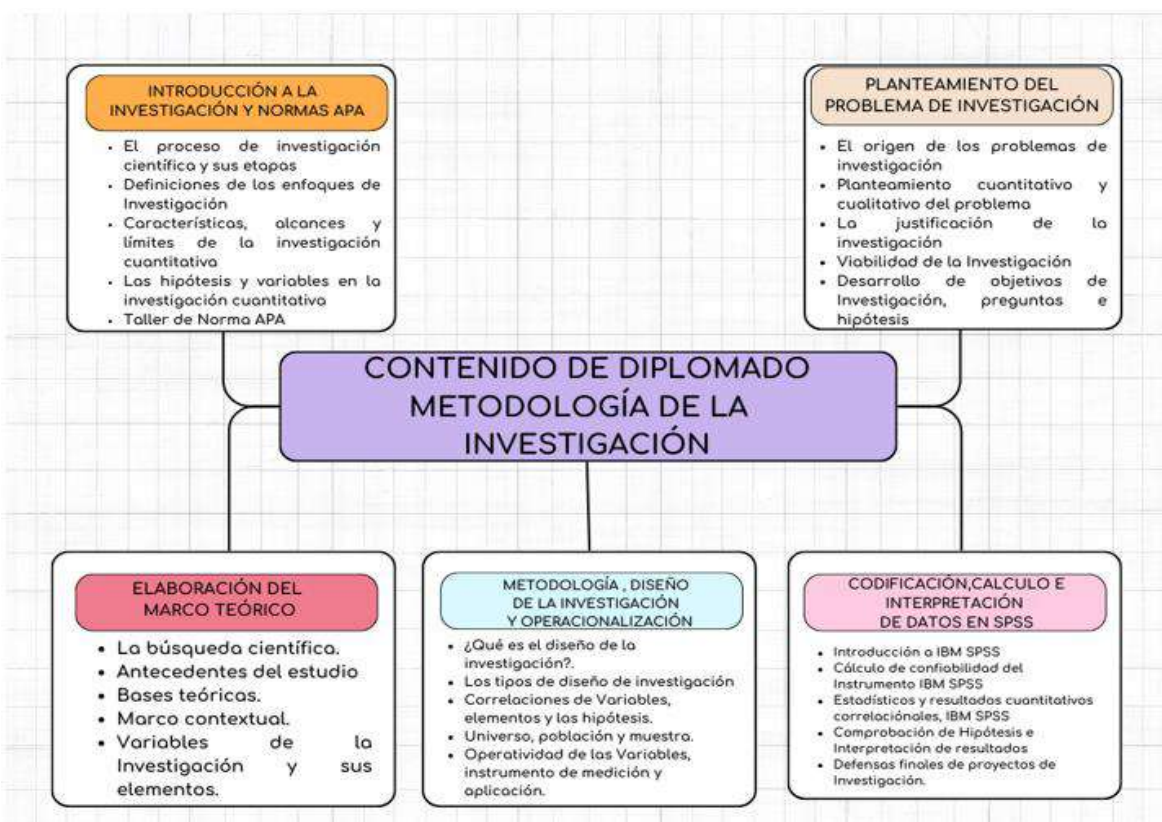 INTRODUCCIÓN A LA
INVESTIGACIÓN Y NORMAS APA
• El proceso de investigación
científica y sus etapas
• Definiciones de los enfoques de
Investigación
• Características, alcances y
límites de la investigación
cuantitativa
• Las hipótesis y variables en la
investigación cuantitativa
• Taller de Norma APA
PLANTEAMIENTO DEL
PROBLEMA DE INVESTIGACIÓN
• El origen de los problemas de
investigación
• Planteamiento cuantitativo y
cualitativo del problema
• La justificación de la
investigación
• Viabilidad de la Investigación
• Desarrollo de objetivos de
Investigación, preguntas e
hipótesis
CONTENIDO DE DIPLOMADO
METODOLOGÍA DE LA
INVESTIGACIÓN
ELABORACIÓN DEL
MARCO TEÓRICO
• La búsqueda científica.
• Antecedentes del estudio
• Bases teóricas.
• Marco contextual.
• Variables de la
Investigación y sus
elementos.
METODOLOGÍA , DISEÑO
DE LA INVESTIGACIÓN
Y OPERACIONALIZACIÓN
• ¿Qué es el diseño de la
investigación?.
• Los tipos de diseño de investigación
• Correlaciones de Variables,
elementos y las hipótesis.
• Universo, población y muestra.
• Operatividad de las Variables,
instrumento de medición y
aplicación.
CODIFICACIÓN,CALCULO E
INTERPRETACIÓN
DE DATOS EN SPSS
• Introducción a IBM SPSS
• Cálculo de confiabilidad del
Instrumento IBM SPSS
• Estadísticos y resultados cuantitativos
correlaciónales, IBM SPSS
• Comprobación de Hipótesis e
Interpretación de resultados
• Defensas finales de proyectos de
Investigación.